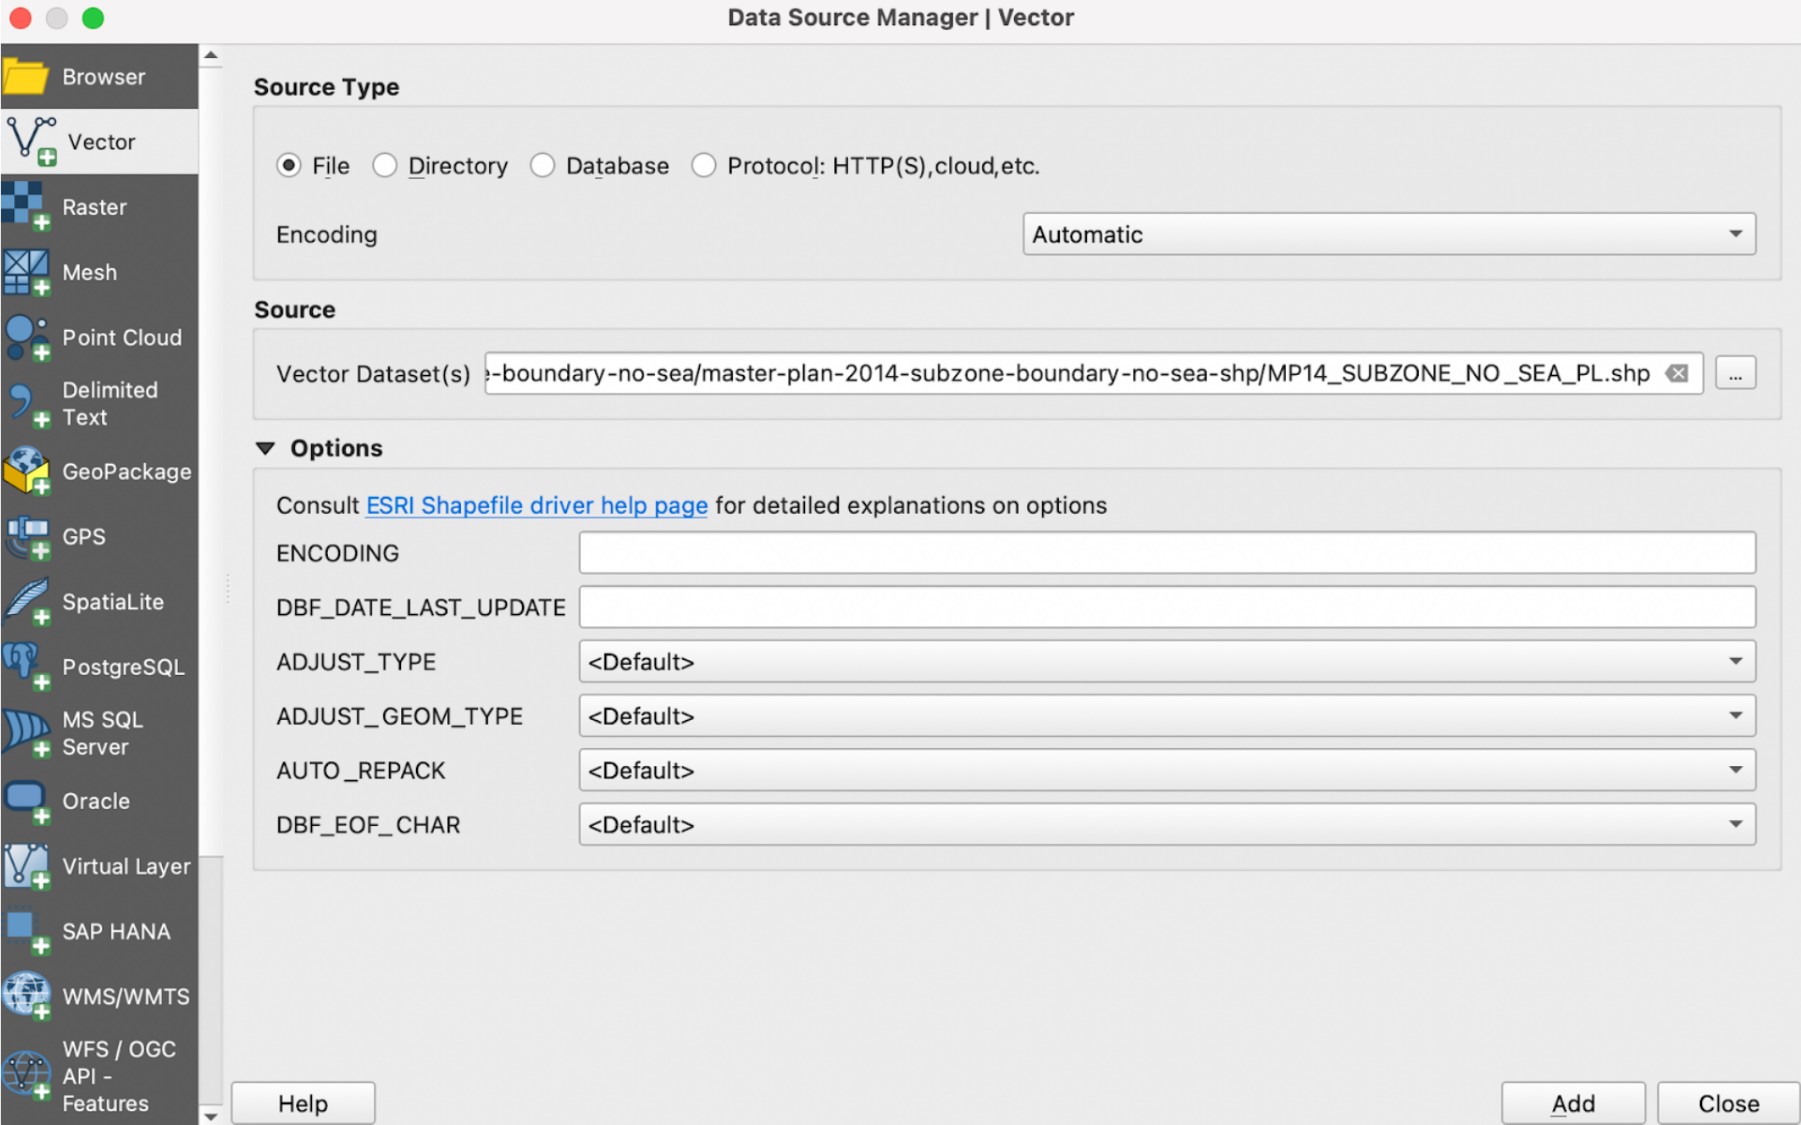 Data Source Manager | Vector
Browser
Vector
Raster
Mesh
Point Cloud
Delimited
Text
GeoPackage
GPS
SpatiaLite
PostgreSQL
MS SQL
Server
Oracle
Virtual Layer
SAP HANA
WMS/WMTS
WFS / OGC
API -
Features
Source Type
File Directory Database Protocol: HTTP(S),cloud,etc.
Encoding Automatic
Source
Vector Dataset(s) e-boundary-no-sea/master-plan-2014-subzone-boundary-no-sea-shp/MP14_SUBZONE_NO_SEA_PL.shp ...
Options
Consult ESRI Shapefile driver help page for detailed explanations on options
ENCODING
DBF_DATE_LAST_UPDATE
ADJUST_TYPE <Default>
ADJUST_GEOM_TYPE <Default>
AUTO_REPACK <Default>
DBF_EOF_CHAR <Default>
Help Add Close